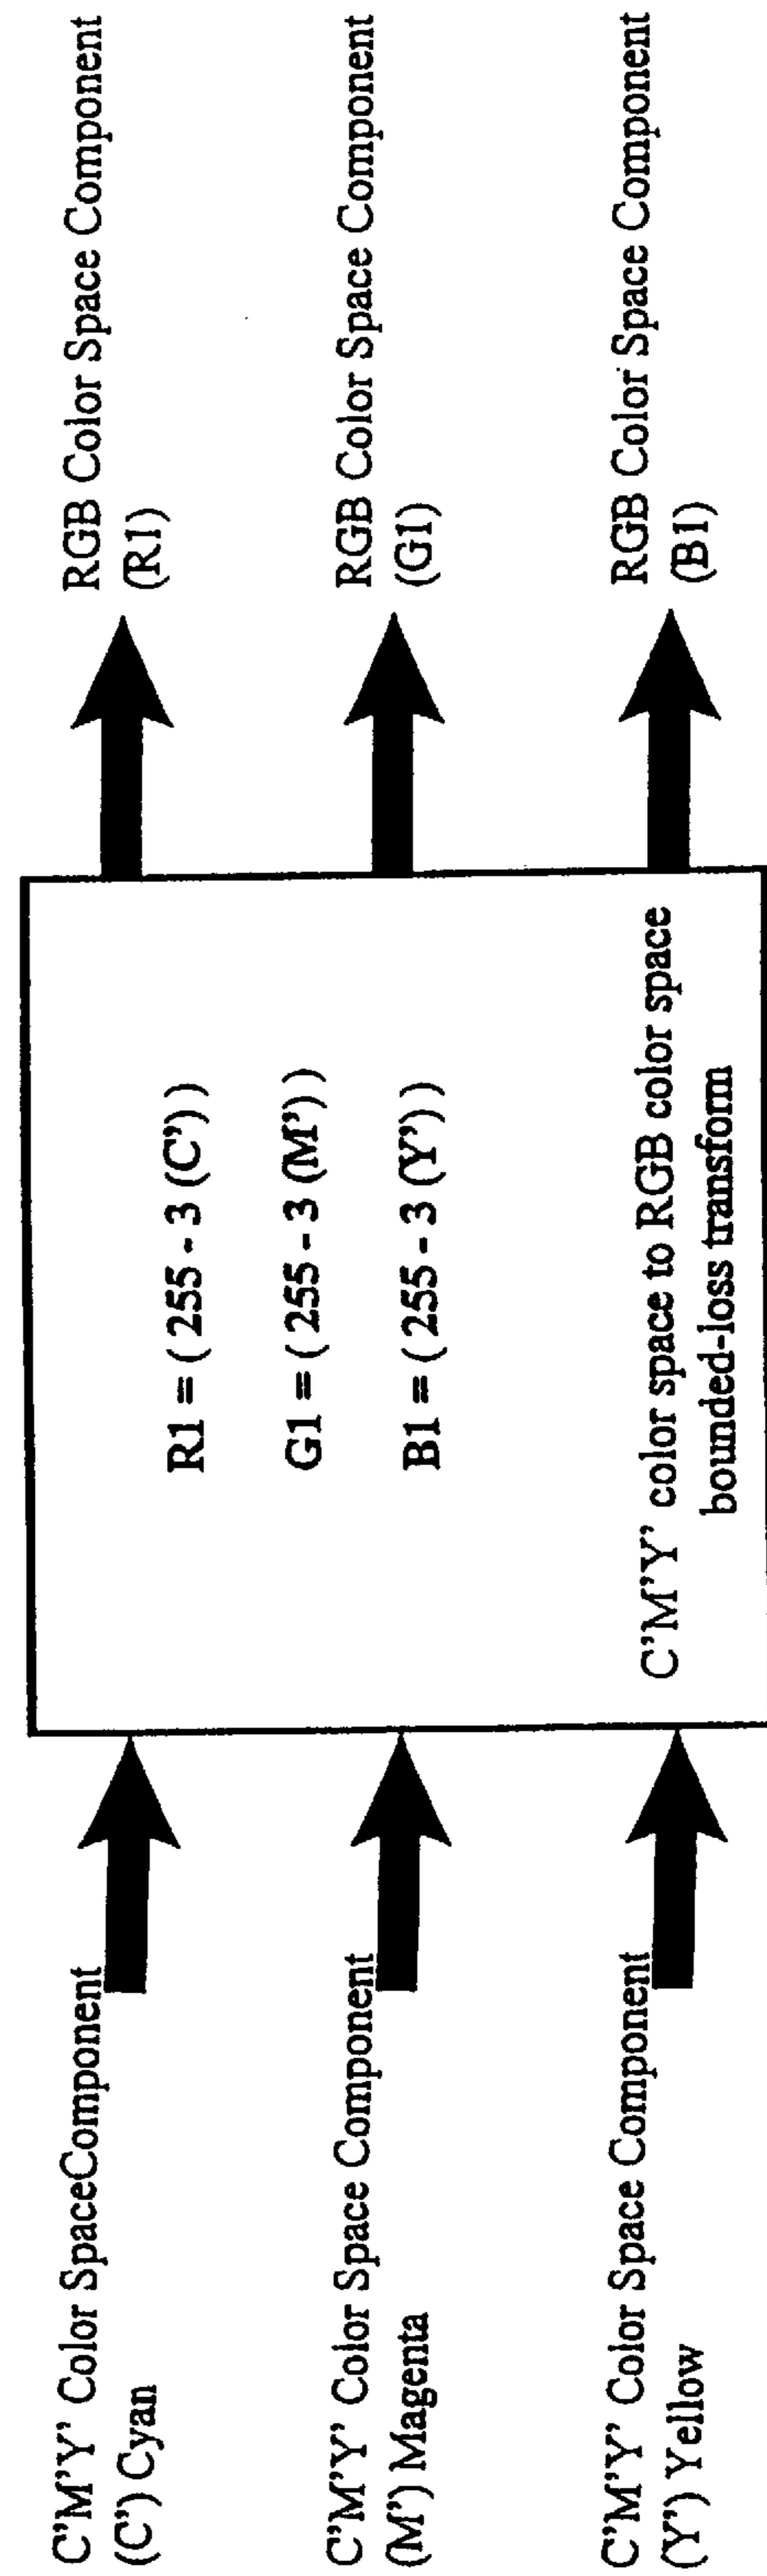 C'M'Y' Color SpaceComponent
(C') Cyan
C'M'Y' Color Space Component
(M') Magenta
C'M'Y' Color Space Component
(Y') Yellow
R1 = ( 255 - 3 (C') )
G1 = ( 255 - 3 (M') )
B1 = ( 255 - 3 (Y') )
C'M'Y' color space to RGB color space
bounded-loss transform
RGB Color Space Component
(R1)
RGB Color Space Component
(G1)
RGB Color Space Component
(B1)